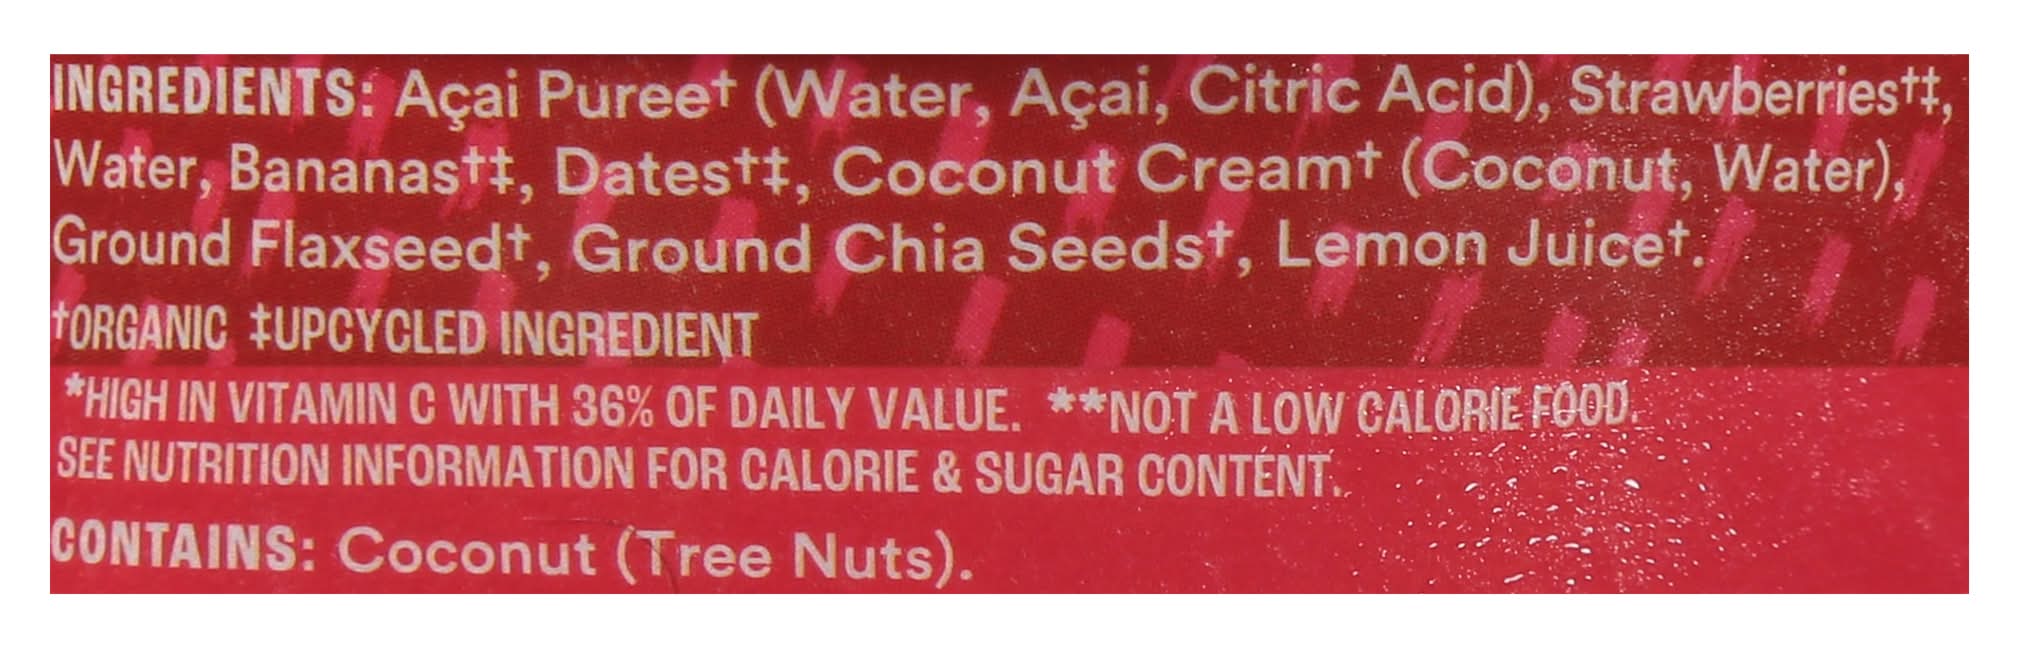 INGREDIENTS: Açai Puree† (Water, Açai, Citric Acid), Strawberries†‡,
Water, Bananas†‡, Dates†‡, Coconut Cream† (Coconut, Water),
Ground Flaxseed†, Ground Chia Seeds†, Lemon Juice†.
†ORGANIC ‡UPCYCLED INGREDIENT
*HIGH IN VITAMIN C WITH 36% OF DAILY VALUE. **NOT A LOW CALORIE FOOD.
SEE NUTRITION INFORMATION FOR CALORIE & SUGAR CONTENT.
CONTAINS: Coconut (Tree Nuts).